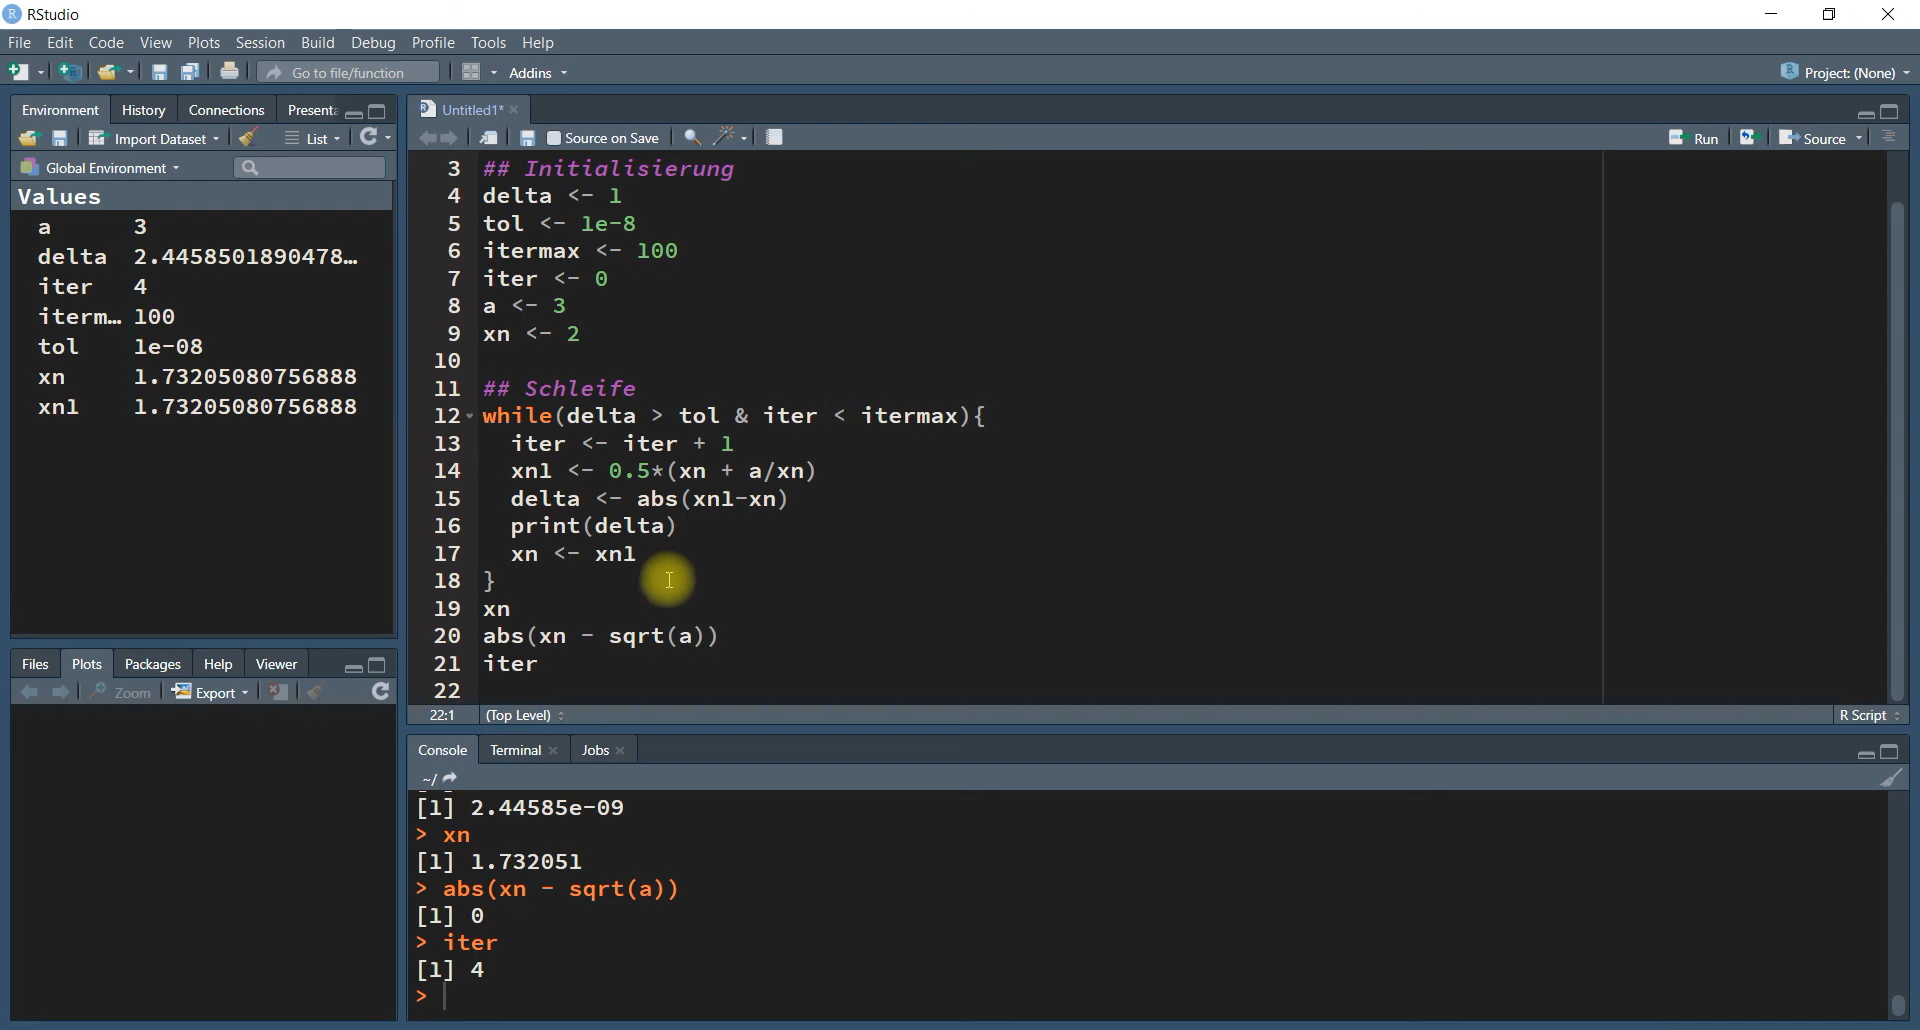 RStudio
File Edit Code View Plots Session Build Debug Profile Tools Help
Go to file/function Addins Project: (None)
Environment History Connections Presenta
Import Dataset List
Global Environment
Values
a 3
delta 2.4458501890478…
iter 4
iterm… 100
tol 1e-08
xn 1.73205080756888
xn1 1.73205080756888
Files Plots Packages Help Viewer
Zoom Export
Untitled1*
Source on Save Run Source
3 ## Initialisierung
4 delta <- 1
5 tol <- 1e-8
6 itermax <- 100
7 iter <- 0
8 a <- 3
9 xn <- 2
10
11 ## Schleife
12 while(delta > tol & iter < itermax){
13 iter <- iter + 1
14 xn1 <- 0.5*(xn + a/xn)
15 delta <- abs(xn1-xn)
16 print(delta)
17 xn <- xn1
18 }
19 xn
20 abs(xn - sqrt(a))
21 iter
22
22:1 (Top Level) R Script
Console Terminal Jobs
~/
[1] 2.44585e-09
> xn
[1] 1.732051
> abs(xn - sqrt(a))
[1] 0
> iter
[1] 4
>